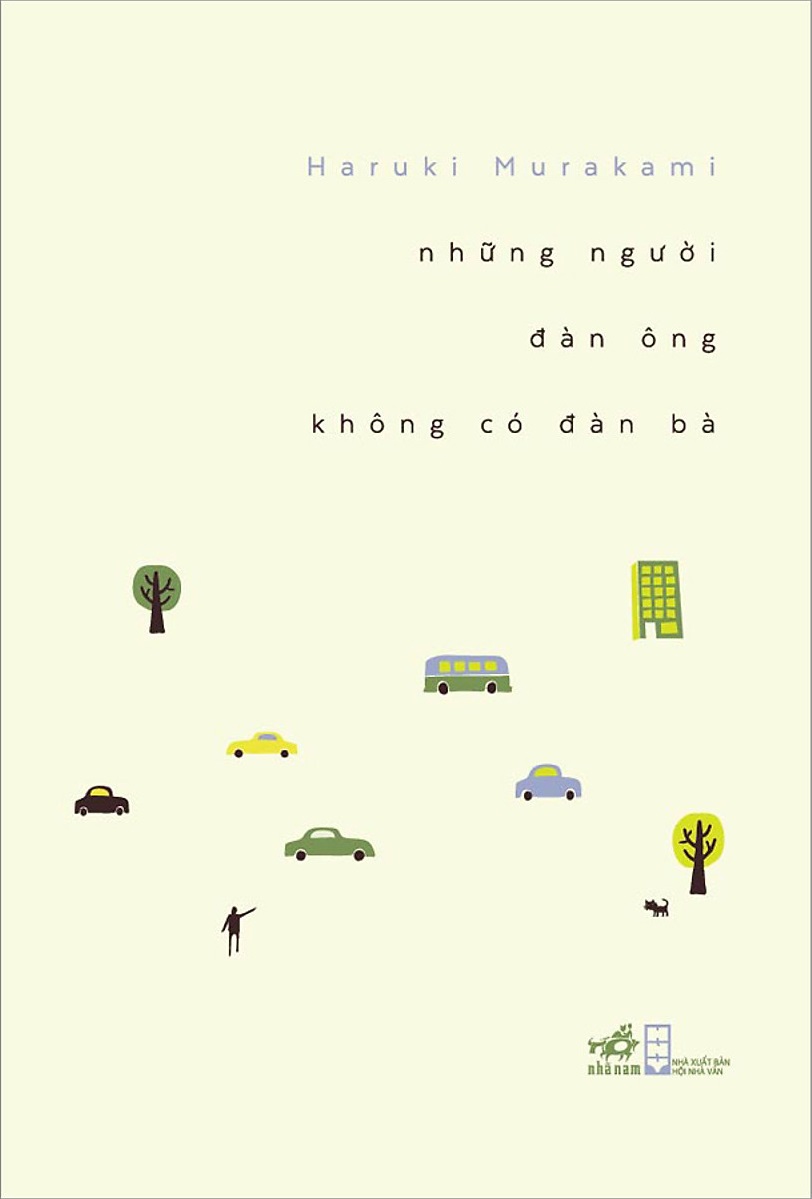 Haruki Murakami
những người
đàn ông
không có đàn bà
nhã nam
NHÀ XUẤT BẢN
HỘI NHÀ VĂN